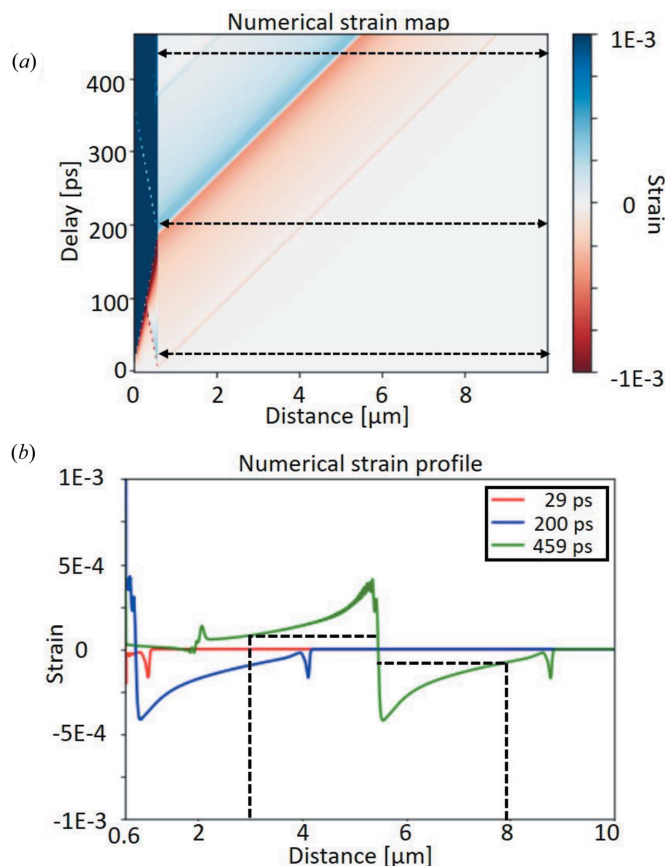 (a)
Numerical strain map
Delay [ps]
400
300
200
100
0
0
2
4
6
8
Distance [μm]
1E-3
0
-1E-3
Strain
(b)
Numerical strain profile
Strain
1E-3
5E-4
0
-5E-4
-1E-3
29 ps
200 ps
459 ps
0.6
2
4
6
8
10
Distance [μm]